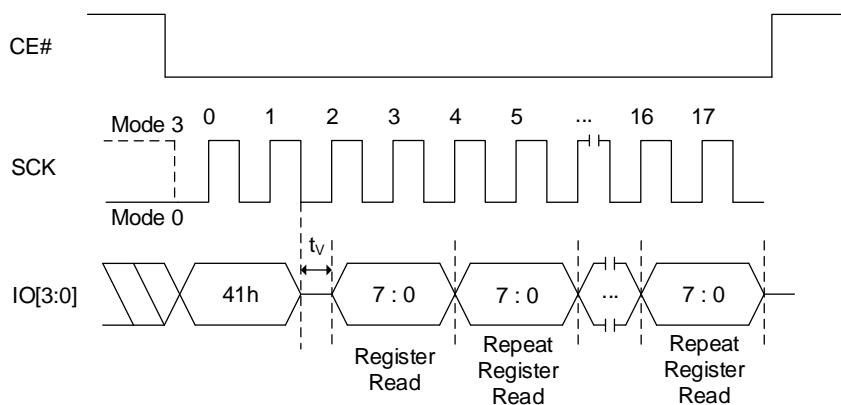 CE#
Mode 3 0 1 2 3 4 5 ... 16 17
SCK
Mode 0
tV
IO[3:0] 41h 7 : 0 7 : 0 ... 7 : 0
Register Read
Repeat Register Read
Repeat Register Read